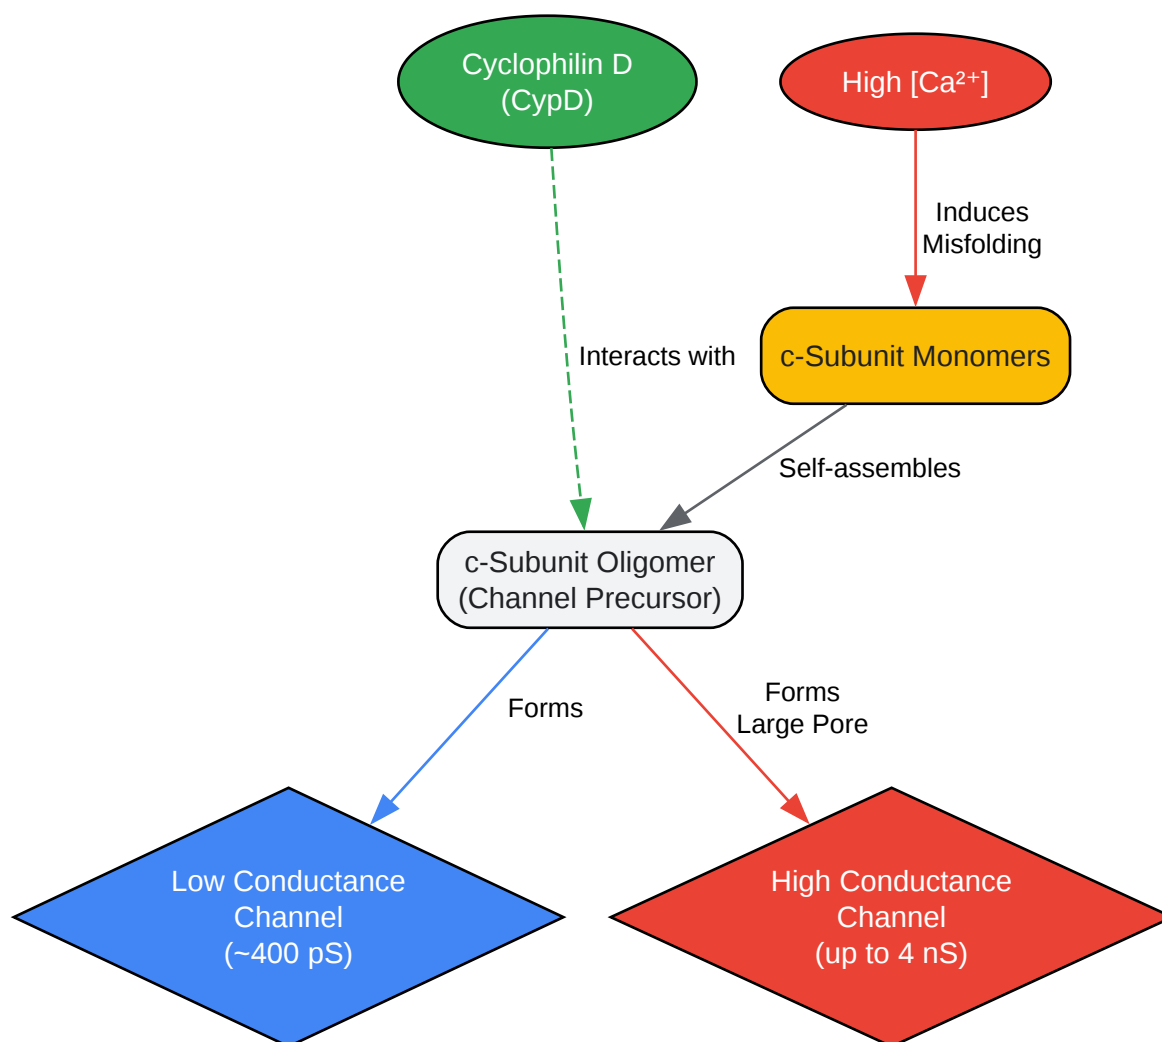 Cyclophilin D
(CypD)
High [Ca²⁺]
Induces
Misfolding
Interacts with
c-Subunit Monomers
Self-assembles
c-Subunit Oligomer
(Channel Precursor)
Forms
Forms
Large Pore
Low Conductance
Channel
(~400 pS)
High Conductance
Channel
(up to 4 nS)